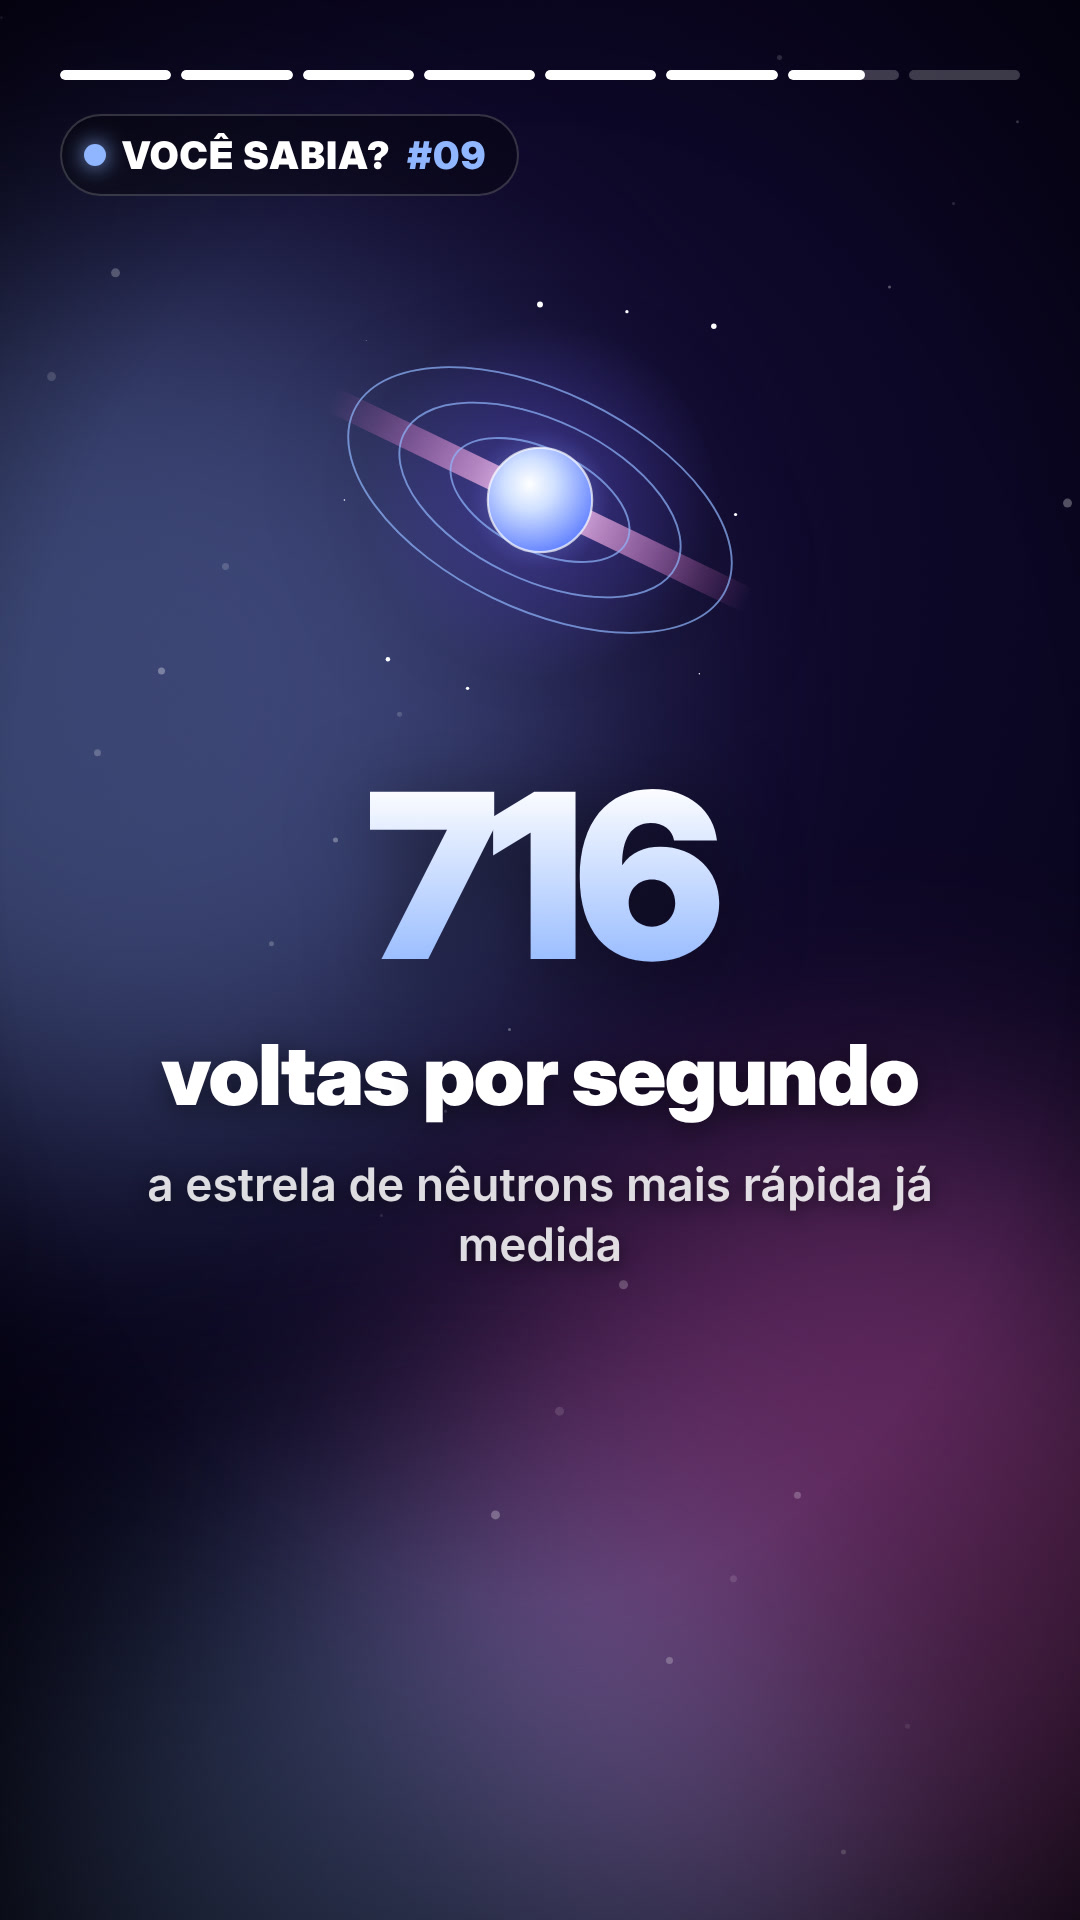 VOCÊ SABIA? #09
716
voltas por segundo
a estrela de nêutrons mais rápida já
medida